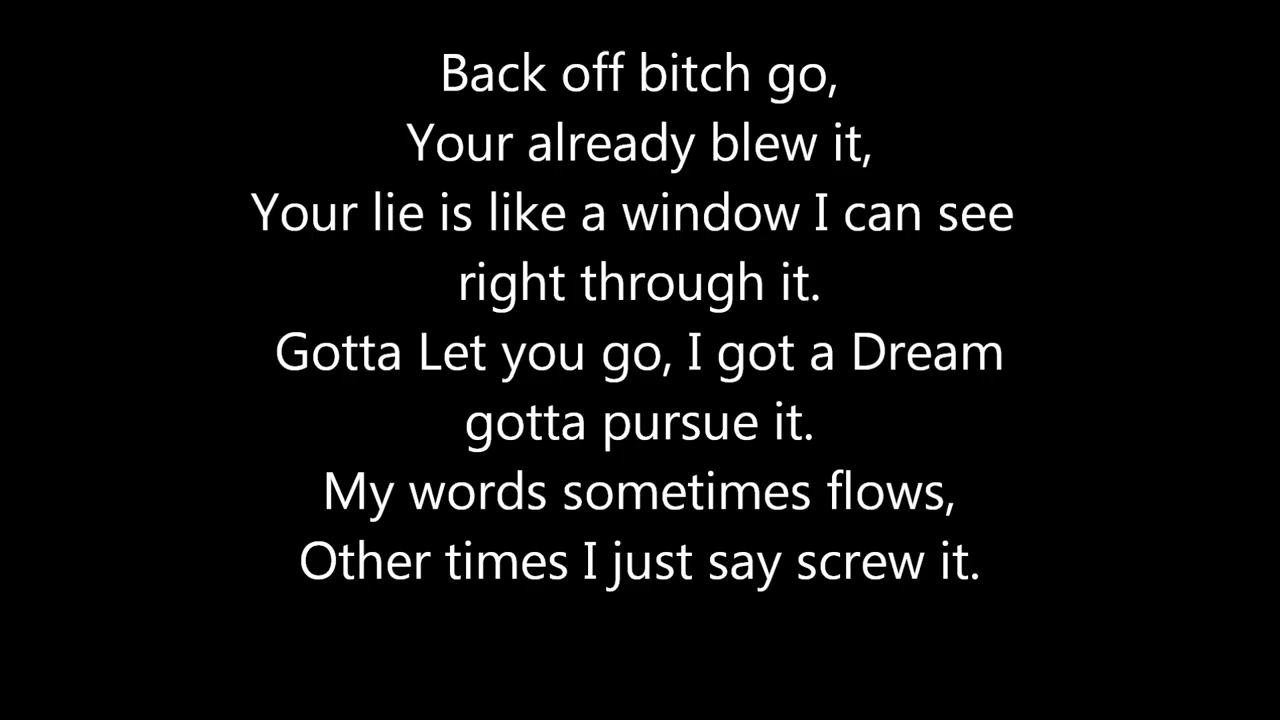 Back off bitch go,
Your already blew it,
Your lie is like a window I can see
right through it.
Gotta Let you go, I got a Dream
gotta pursue it.
My words sometimes flows,
Other times I just say screw it.